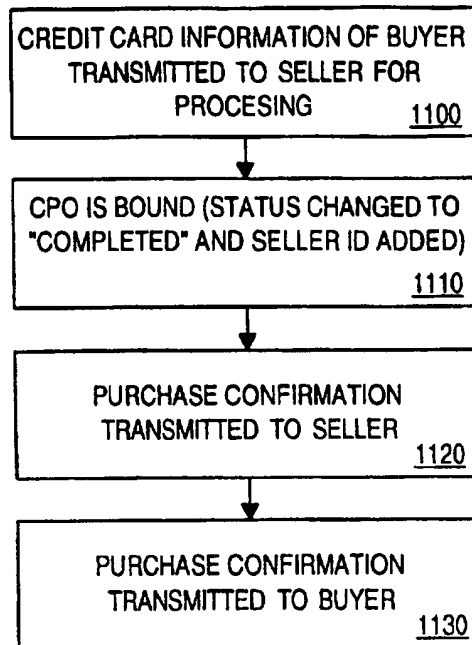 CREDIT CARD INFORMATION OF BUYER
TRANSMITTED TO SELLER FOR
PROCESING
1100
CPO IS BOUND (STATUS CHANGED TO
"COMPLETED" AND SELLER ID ADDED)
1110
PURCHASE CONFIRMATION
TRANSMITTED TO SELLER
1120
PURCHASE CONFIRMATION
TRANSMITTED TO BUYER
1130